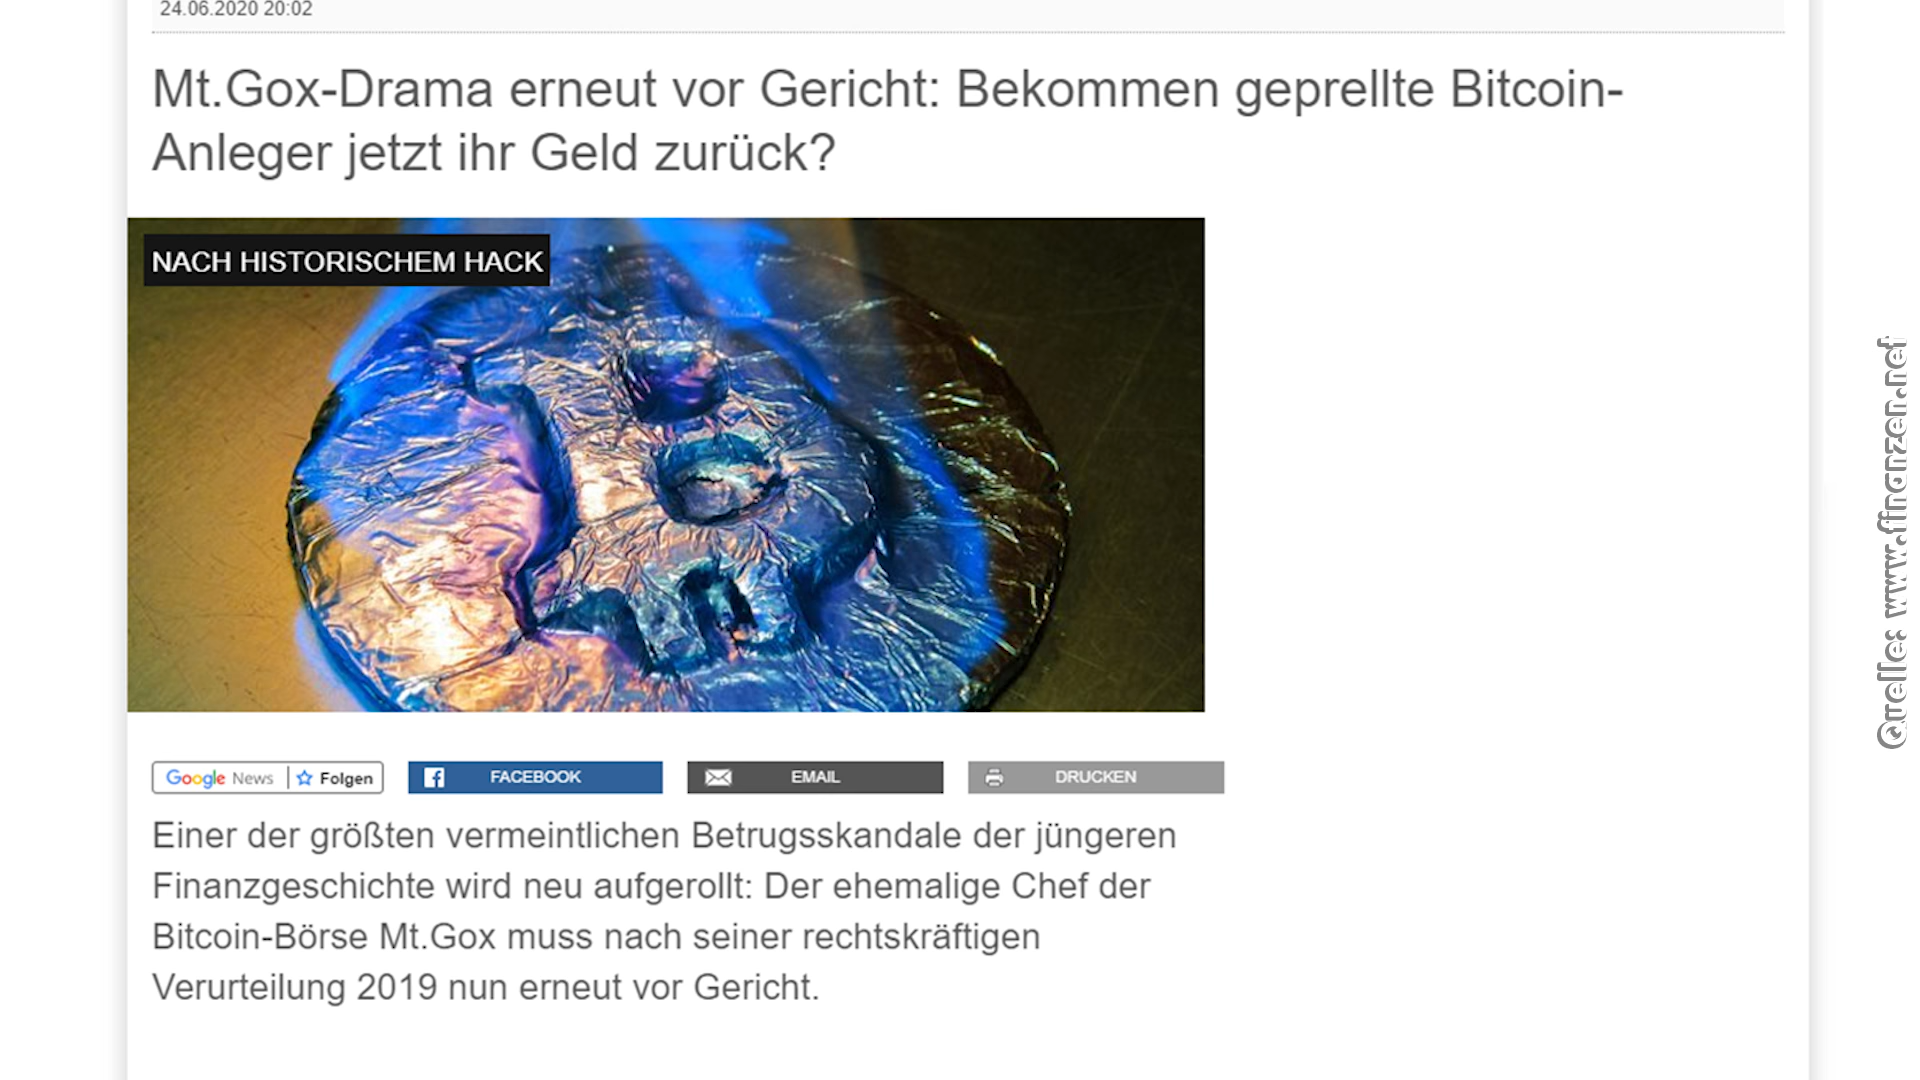 24.06.2020 20:02
Mt.Gox-Drama erneut vor Gericht: Bekommen geprellte Bitcoin-
Anleger jetzt ihr Geld zurück?
NACH HISTORISCHEM HACK
Google News Folgen
FACEBOOK
EMAIL
DRUCKEN
Einer der größten vermeintlichen Betrugsskandale der jüngeren
Finanzgeschichte wird neu aufgerollt: Der ehemalige Chef der
Bitcoin-Börse Mt.Gox muss nach seiner rechtskräftigen
Verurteilung 2019 nun erneut vor Gericht.
Quelle: www.finanzen.net